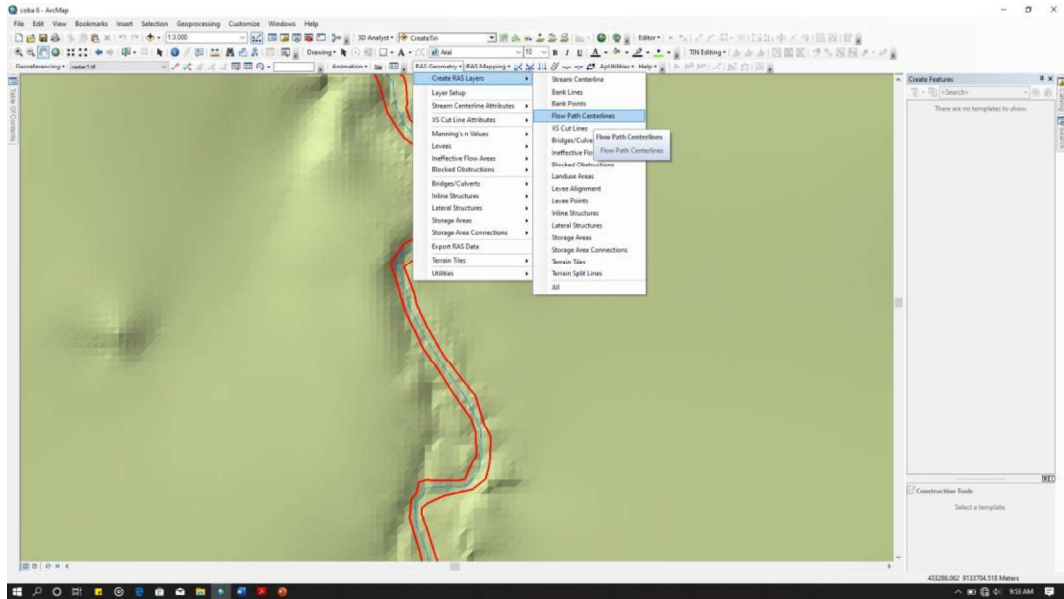 coba 6 - ArcMap
File Edit View Bookmarks Insert Selection Geoprocessing Customize Windows Help
1:3.000 3D Analyst CreateTin Editor
Drawing A Arial 10 B I U A TIN Editing
Georeferencing raster1.tif Animation RAS Geometry RAS Mapping ApUtilities Help
Table Of Contents
Create RAS Layers
Layer Setup
Stream Centerline Attributes
XS Cut Line Attributes
Manning's n Values
Levees
Ineffective Flow Areas
Blocked Obstructions
Bridges/Culverts
Inline Structures
Lateral Structures
Storage Areas
Storage Area Connections
Export RAS Data
Terrain Tiles
Utilities
Stream Centerline
Bank Lines
Bank Points
Flow Path Centerlines
XS Cut Lines
Bridges/Culve
Ineffective Flo
Blocked Obstructions
Landuse Areas
Levee Alignment
Levee Points
Inline Structures
Lateral Structures
Storage Areas
Storage Area Connections
Terrain Tiles
Terrain Split Lines
All
Flow Path Centerlines
Flow Path Centerlines
Create Features
<Search>
There are no templates to show.
Catalog
Search
Construction Tools
Select a template.
433286.082 9133704.518 Meters
9:53 AM